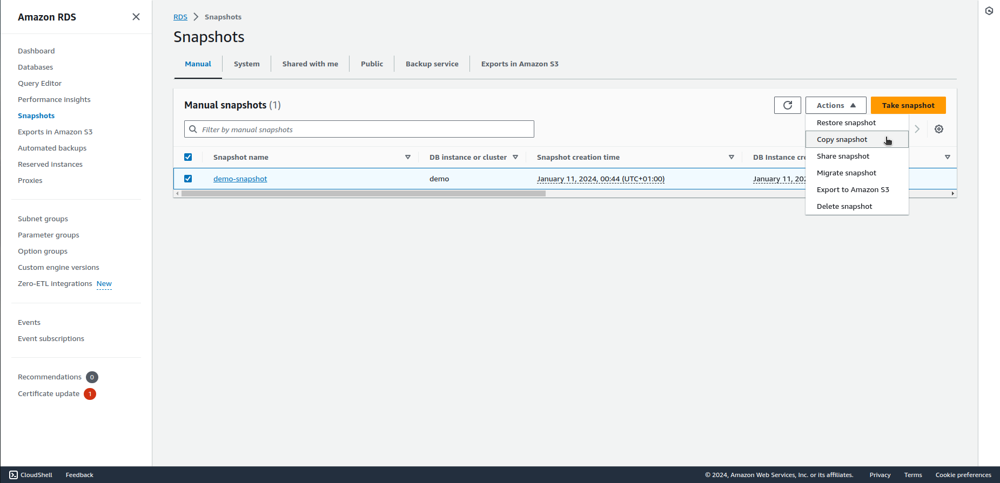 Amazon RDS
Dashboard
Databases
Query Editor
Performance insights
Snapshots
Exports in Amazon S3
Automated backups
Reserved instances
Proxies
Subnet groups
Parameter groups
Option groups
Custom engine versions
Zero-ETL integrations New
Events
Event subscriptions
Recommendations 0
Certificate update 1
RDS Snapshots
Snapshots
Manual System Shared with me Public Backup service Exports in Amazon S3
Manual snapshots (1)
Actions Take snapshot
Filter by manual snapshots
Restore snapshot
Copy snapshot
Share snapshot
Migrate snapshot
Export to Amazon S3
Delete snapshot
Snapshot name DB instance or cluster Snapshot creation time DB Instance cre
demo-snapshot demo January 11, 2024, 00:44 (UTC+01:00) January 11, 202
CloudShell Feedback © 2024, Amazon Web Services, Inc. or its affiliates. Privacy Terms Cookie preferences